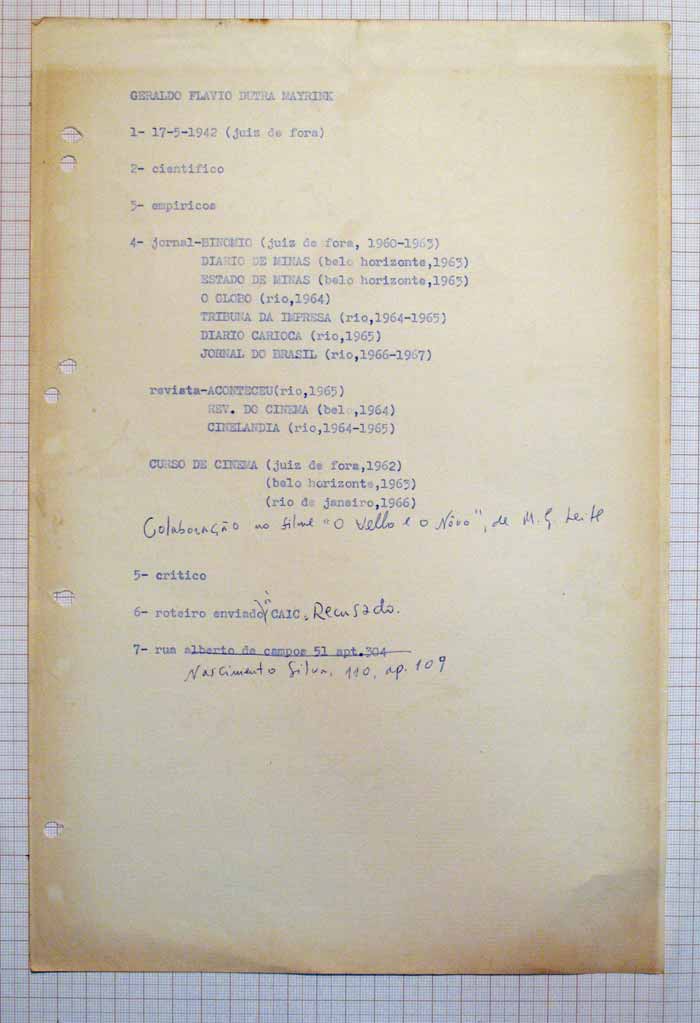 GERALDO FLAVIO DUTRA MAYRINK
1- 17-5-1942 (juiz de fora)
2- cientifico
3- empiricos
4- jornal-BINOMIO (juiz de fora, 1960-1963)
DIARIO DE MINAS (belo horizonte,1963)
ESTADO DE MINAS (belo horizonte,1963)
O GLOBO (rio,1964)
TRIBUNA DA IMPRESA (rio,1964-1965)
DIARIO CARIOCA (rio,1965)
JORNAL DO BRASIL (rio,1966-1967)
revista-ACONTECEU(rio,1965)
REV. DO CINEMA (belo,1964)
CINELANDIA (rio,1964-1965)
CURSO DE CINEMA (juiz de fora,1962)
(belo horizonte,1963)
(rio de janeiro,1966)
Colaboração no filme "O Velho e o Nôvo", de M. G. Leite
5- critico
6- roteiro enviado à CAIC. Recusado.
7- rua alberto de campos 51 apt.304
Nascimento Silva, 110, ap. 109